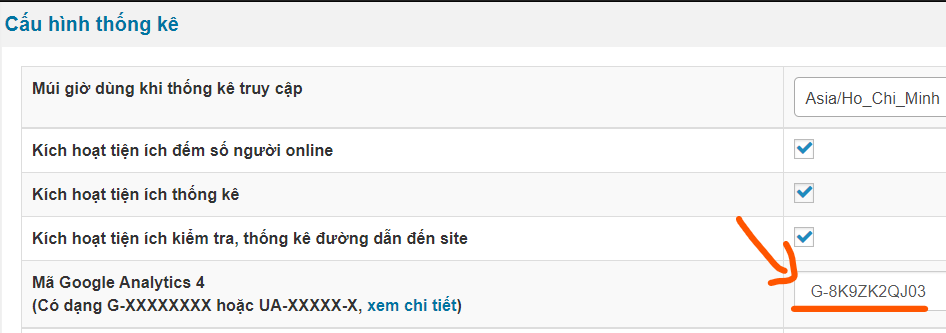 Cấu hình thống kê
Múi giờ dùng khi thống kê truy cập
Asia/Ho_Chi_Minh
Kích hoạt tiện ích đếm số người online
Kích hoạt tiện ích thống kê
Kích hoạt tiện ích kiểm tra, thống kê đường dẫn đến site
Mã Google Analytics 4
(Có dạng G-XXXXXXXX hoặc UA-XXXXX-X, xem chi tiết)
G-8K9ZK2QJ03